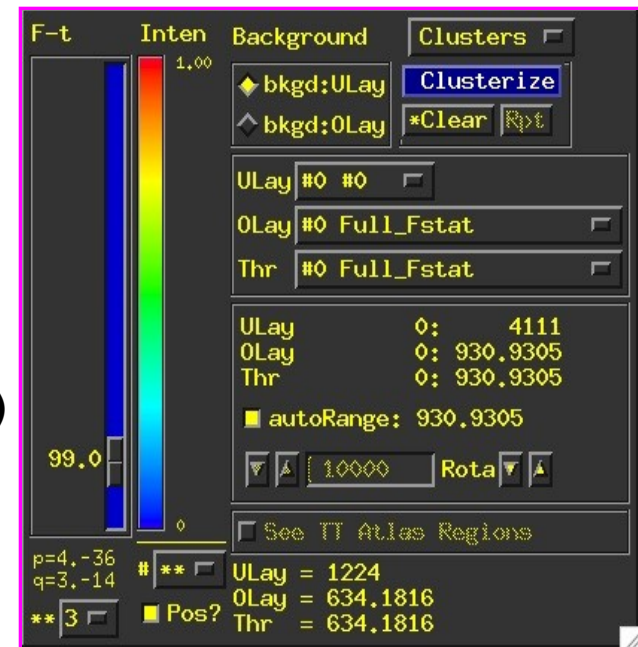 F-t Inten Background Clusters
1.00
bkgd:ULay Clusterize
bkgd:OLay *Clear Rpt
ULay #0 #0
OLay #0 Full_Fstat
Thr #0 Full_Fstat
ULay 0: 4111
OLay 0: 930.9305
Thr 0: 930.9305
autoRange: 930.9305
99.0
10000 Rota
0
See TT Atlas Regions
p=4.-36
q=3.-14
# **
ULay = 1224
OLay = 634.1816
** 3 Pos? Thr = 634.1816
)